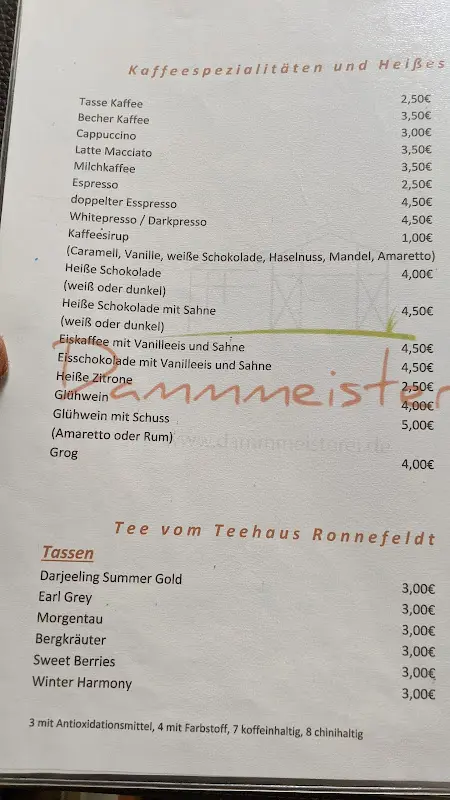 Kaffeespezialitäten und Heißes
Tasse Kaffee 2,50€
Becher Kaffee 3,50€
Cappuccino 3,00€
Latte Macciato 3,50€
Milchkaffee 3,50€
Espresso 2,50€
doppelter Esspresso 4,50€
Whitepresso / Darkpresso 4,50€
Kaffeesirup 1,00€
(Caramell, Vanille, weiße Schokolade, Haselnuss, Mandel, Amaretto)
Heiße Schokolade 4,00€
(weiß oder dunkel)
Heiße Schokolade mit Sahne 4,50€
(weiß oder dunkel)
Eiskaffee mit Vanilleeis und Sahne 4,50€
Eisschokolade mit Vanilleeis und Sahne 4,50€
Heiße Zitrone 2,50€
Dammmeister
Glühwein 4,00€
Glühwein mit Schuss 5,00€
(Amaretto oder Rum)
www.dammmeisterei.de
Grog 4,00€
Tee vom Teehaus Ronnefeldt
Tassen
Darjeeling Summer Gold 3,00€
Earl Grey 3,00€
Morgentau 3,00€
Bergkräuter 3,00€
Sweet Berries 3,00€
Winter Harmony 3,00€
3 mit Antioxidationsmittel, 4 mit Farbstoff, 7 koffeinhaltig, 8 chinihaltig